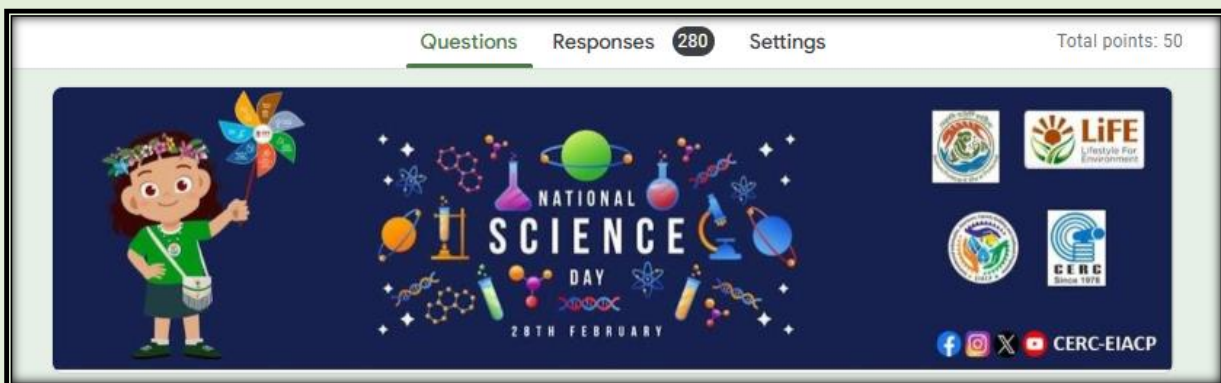 Questions Responses 280 Settings Total points: 50
NATIONAL
SCIENCE
DAY
28TH FEBRUARY
LiFE
Lifestyle For
Environment
CERC
Since 1978
CERC-EIACP